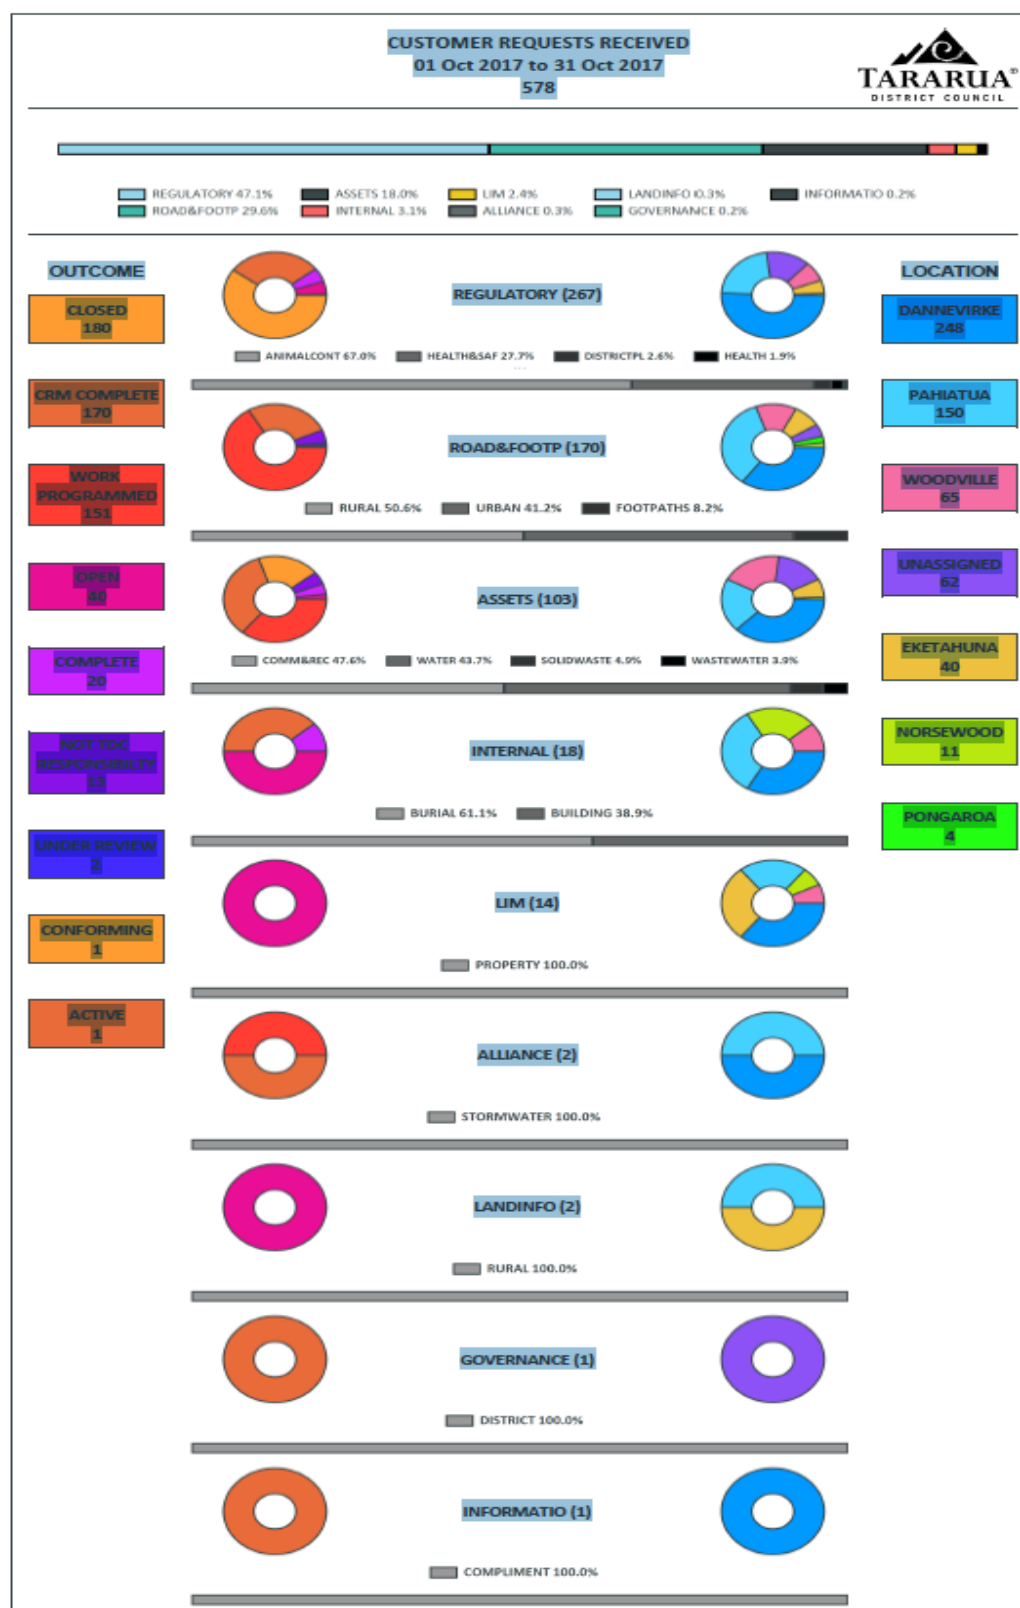 CUSTOMER REQUESTS RECEIVED
01 Oct 2017 to 31 Oct 2017
578
TARARUA®
DISTRICT COUNCIL
REGULATORY 47.1% ASSETS 18.0% LIM 2.4% LANDINFO 0.3% INFORMATIO 0.2%
ROAD&FOOTP 29.6% INTERNAL 3.1% ALLIANCE 0.3% GOVERNANCE 0.2%
OUTCOME
CLOSED
180
CRM COMPLETE
170
WORK
PROGRAMMED
151
OPEN
40
COMPLETE
20
NOT TDC
RESPONSIBILTY
13
UNDER REVIEW
2
CONFORMING
1
ACTIVE
1
REGULATORY (267)
ANIMALCONT 67.0% HEALTH&SAF 27.7% DISTRICTPL 2.6% HEALTH 1.9%
...
ROAD&FOOTP (170)
RURAL 50.6% URBAN 41.2% FOOTPATHS 8.2%
ASSETS (103)
COMM&REC 47.6% WATER 43.7% SOLIDWASTE 4.9% WASTEWATER 3.9%
INTERNAL (18)
BURIAL 61.1% BUILDING 38.9%
LIM (14)
PROPERTY 100.0%
ALLIANCE (2)
STORMWATER 100.0%
LANDINFO (2)
RURAL 100.0%
GOVERNANCE (1)
DISTRICT 100.0%
INFORMATIO (1)
COMPLIMENT 100.0%
LOCATION
DANNEVIRKE
248
PAHIATUA
150
WOODVILLE
65
UNASSIGNED
62
EKETAHUNA
40
NORSEWOOD
11
PONGAROA
4